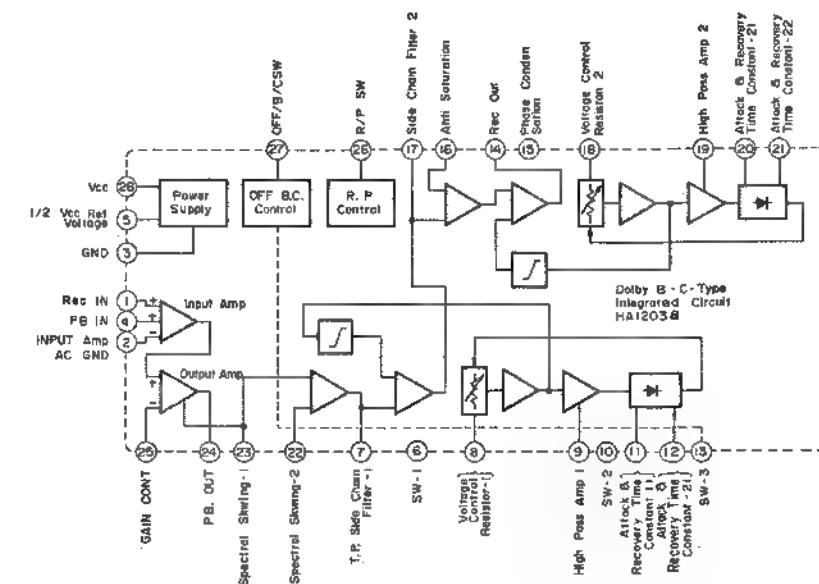 OFF/B/CSW
R/P SW
Side Chain Filter 2
Anti Saturation
Rec Out
Phase Conden
sation
Voltage Control
Resiston 2
High Pass Amp 2
Attack & Recovery
Time Constant-21
Attack & Recovery
Time Constant-22
27
26
17
16
14
15
18
19
20
21
Vcc
28
Power
Supply
OFF B.C.
Control
R. P
Control
1/2 Vcc Ref
Voltage
5
GND
3
Dolby B - C-Type
Integrated Circuit
HA12038
Rec IN
1
+
Input Amp
PB IN
4
+
INPUT Amp
AC GND
2
-
+
Output Amp
-
25
24
23
22
7
6
8
9
10
11
12
13
GAIN CONT
PB. OUT
Spectral Skwing-1
Spectral Skwing-2
T.P. Side Chain
Filter-1
SW-1
Voltage
Control
Resistor-1
High Pass Amp 1
SW-2
Attack &
Recovery Time
Constant 11
Attack &
Recovery Time
Constant -21
SW-3